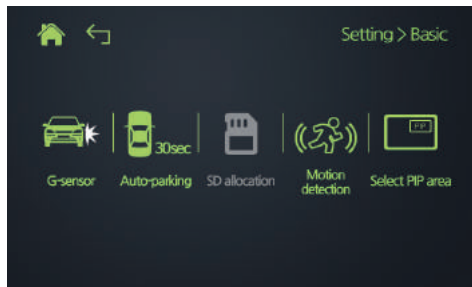 Setting > Basic
30sec
PIP
G-sensor
Auto-parking
SD allocation
Motion
detection
Select PIP area